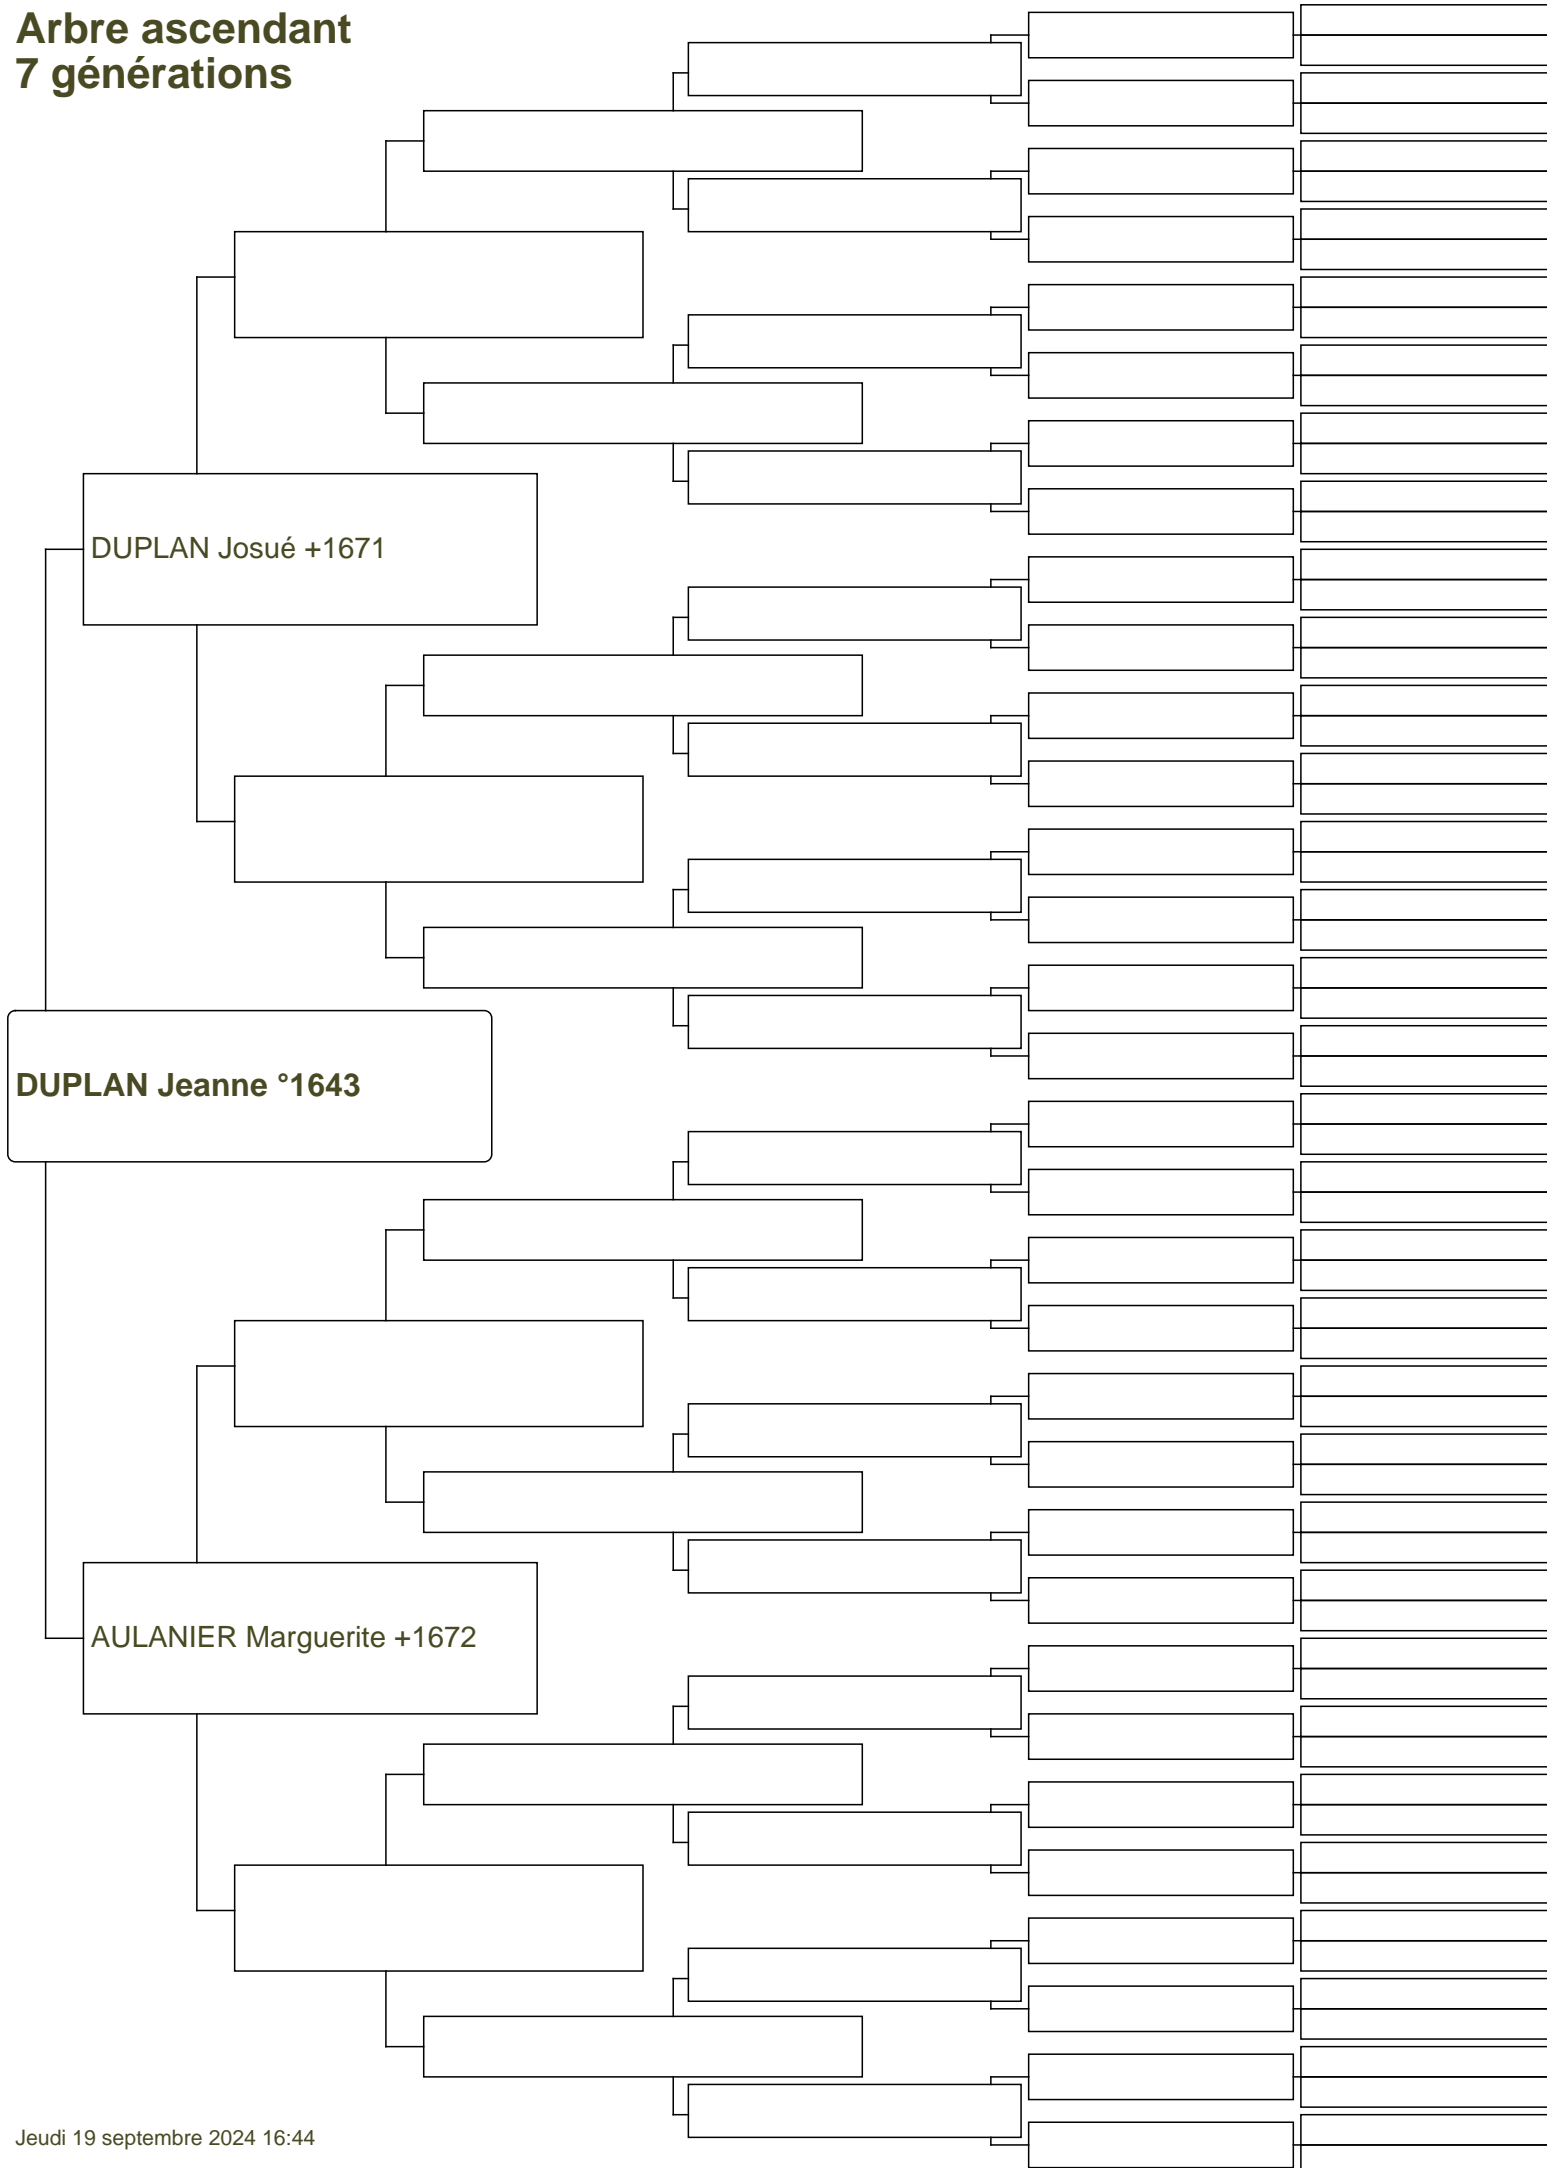 Arbre ascendant
7 générations
DUPLAN Josué +1671
DUPLAN Jeanne °1643
AULANIER Marguerite +1672
Jeudi 19 septembre 2024 16:44